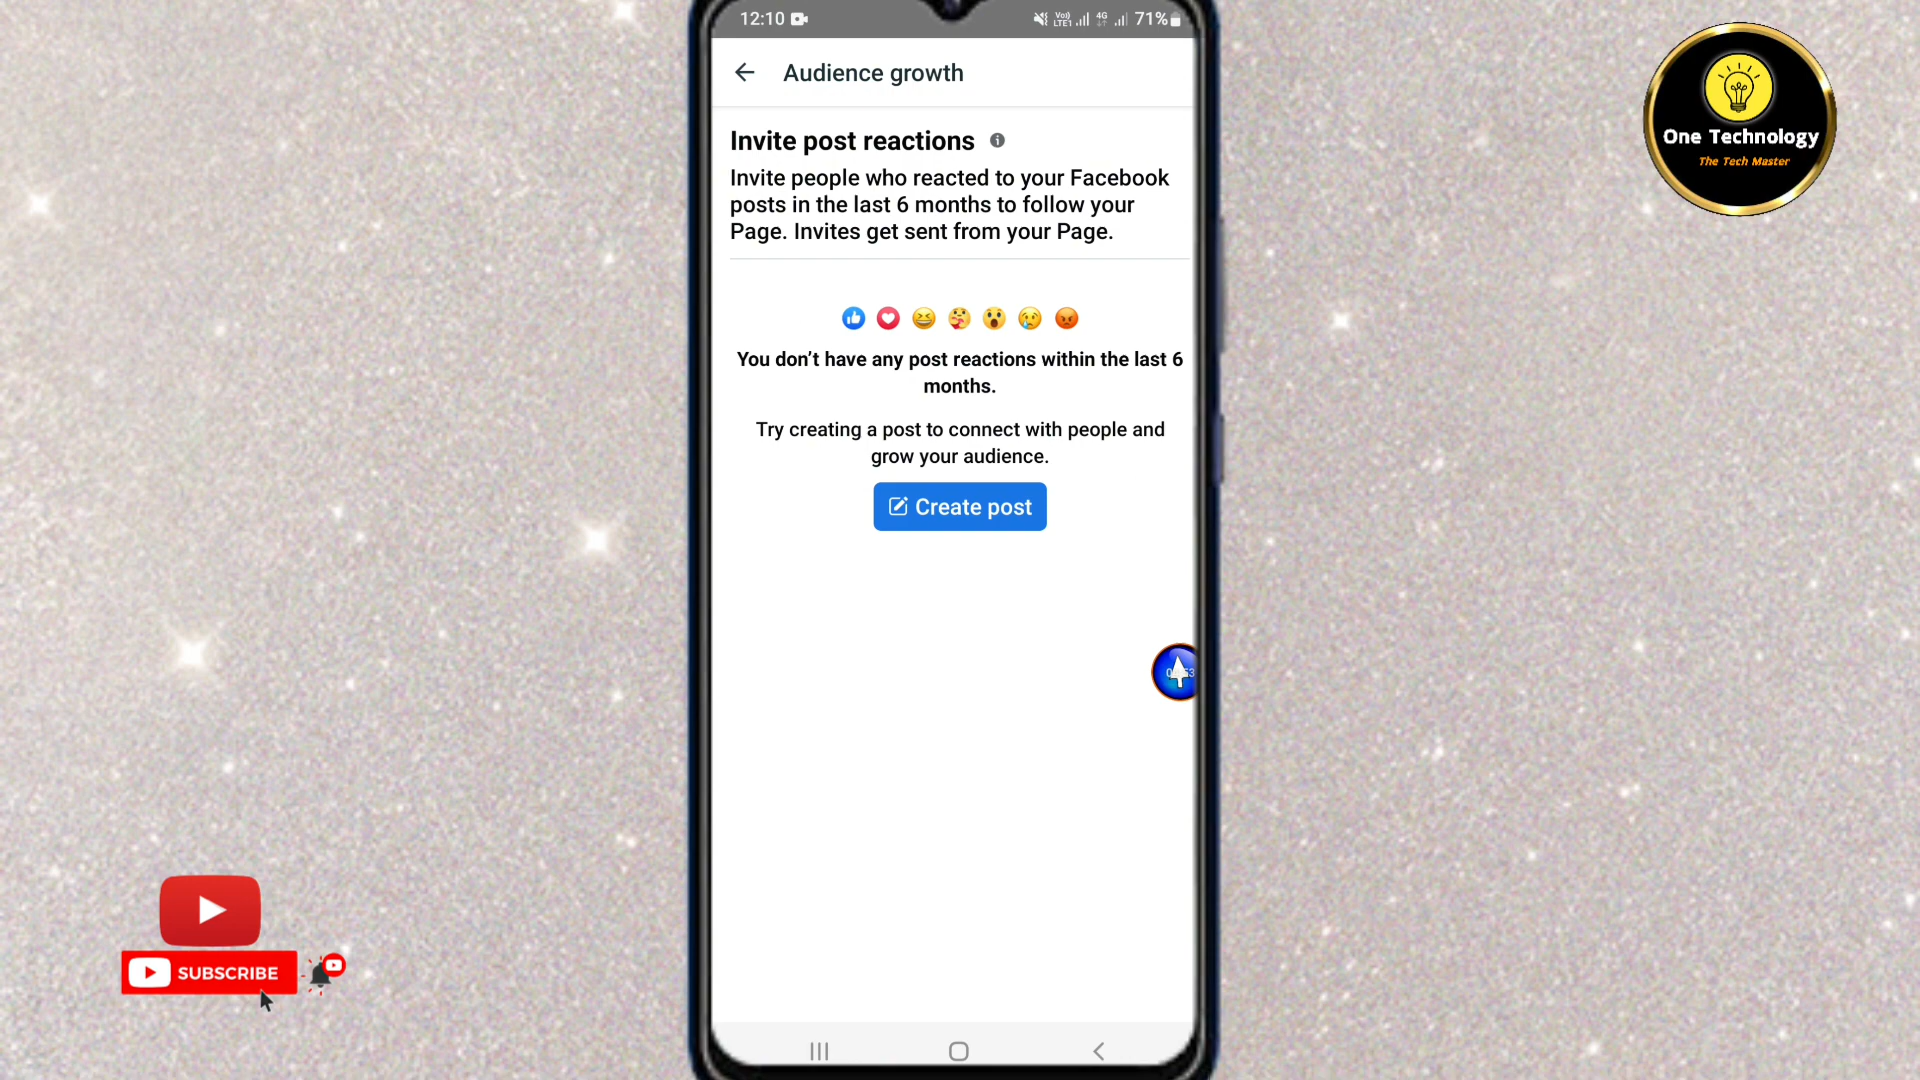 12:10
Vo)) 4G 71%
LTE1
Audience growth
Invite post reactions
Invite people who reacted to your Facebook
posts in the last 6 months to follow your
Page. Invites get sent from your Page.
You don’t have any post reactions within the last 6
months.
Try creating a post to connect with people and
grow your audience.
Create post
One Technology
The Tech Master
SUBSCRIBE